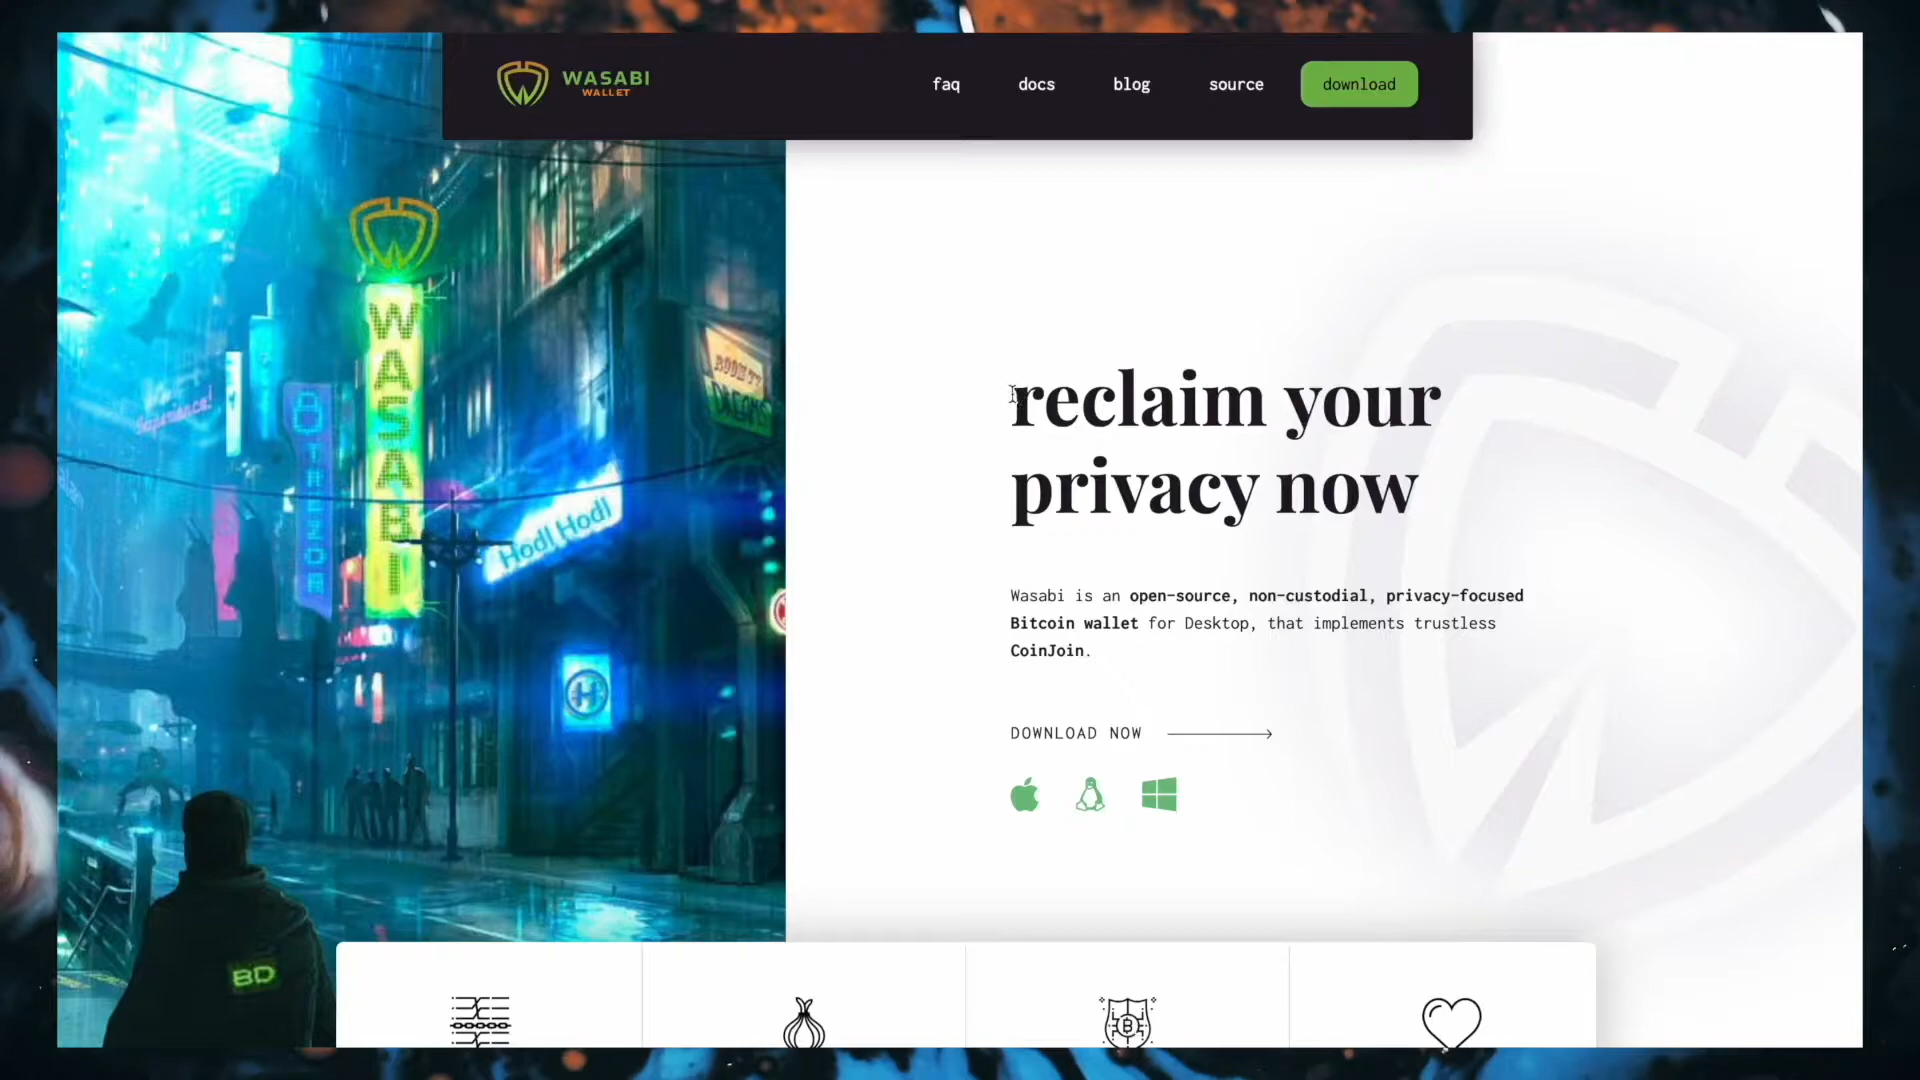 WASABI
WALLET
faq
docs
blog
source
download
WASABI
Hodl Hodl
DREAMS
reclaim your
privacy now
Wasabi is an open-source, non-custodial, privacy-focused
Bitcoin wallet for Desktop, that implements trustless
CoinJoin.
DOWNLOAD NOW
BD